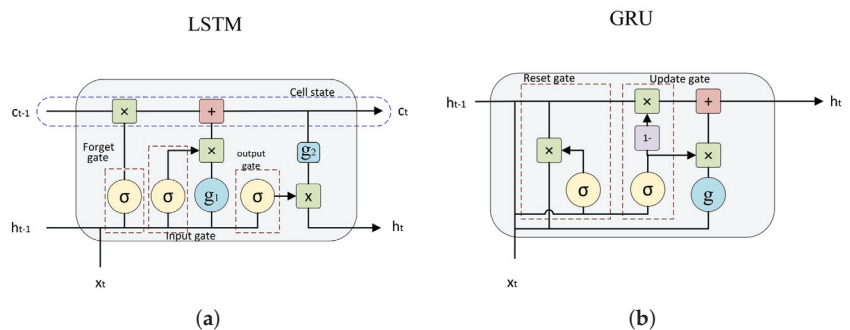 LSTM
Cell state
Ct-1
×
+
Ct
Forget gate
×
output gate
g2
σ
σ
g1
σ
x
ht-1
ht
Input gate
xt
(a)
GRU
Reset gate
Update gate
ht-1
×
+
ht
1-
×
×
σ
σ
g
xt
(b)